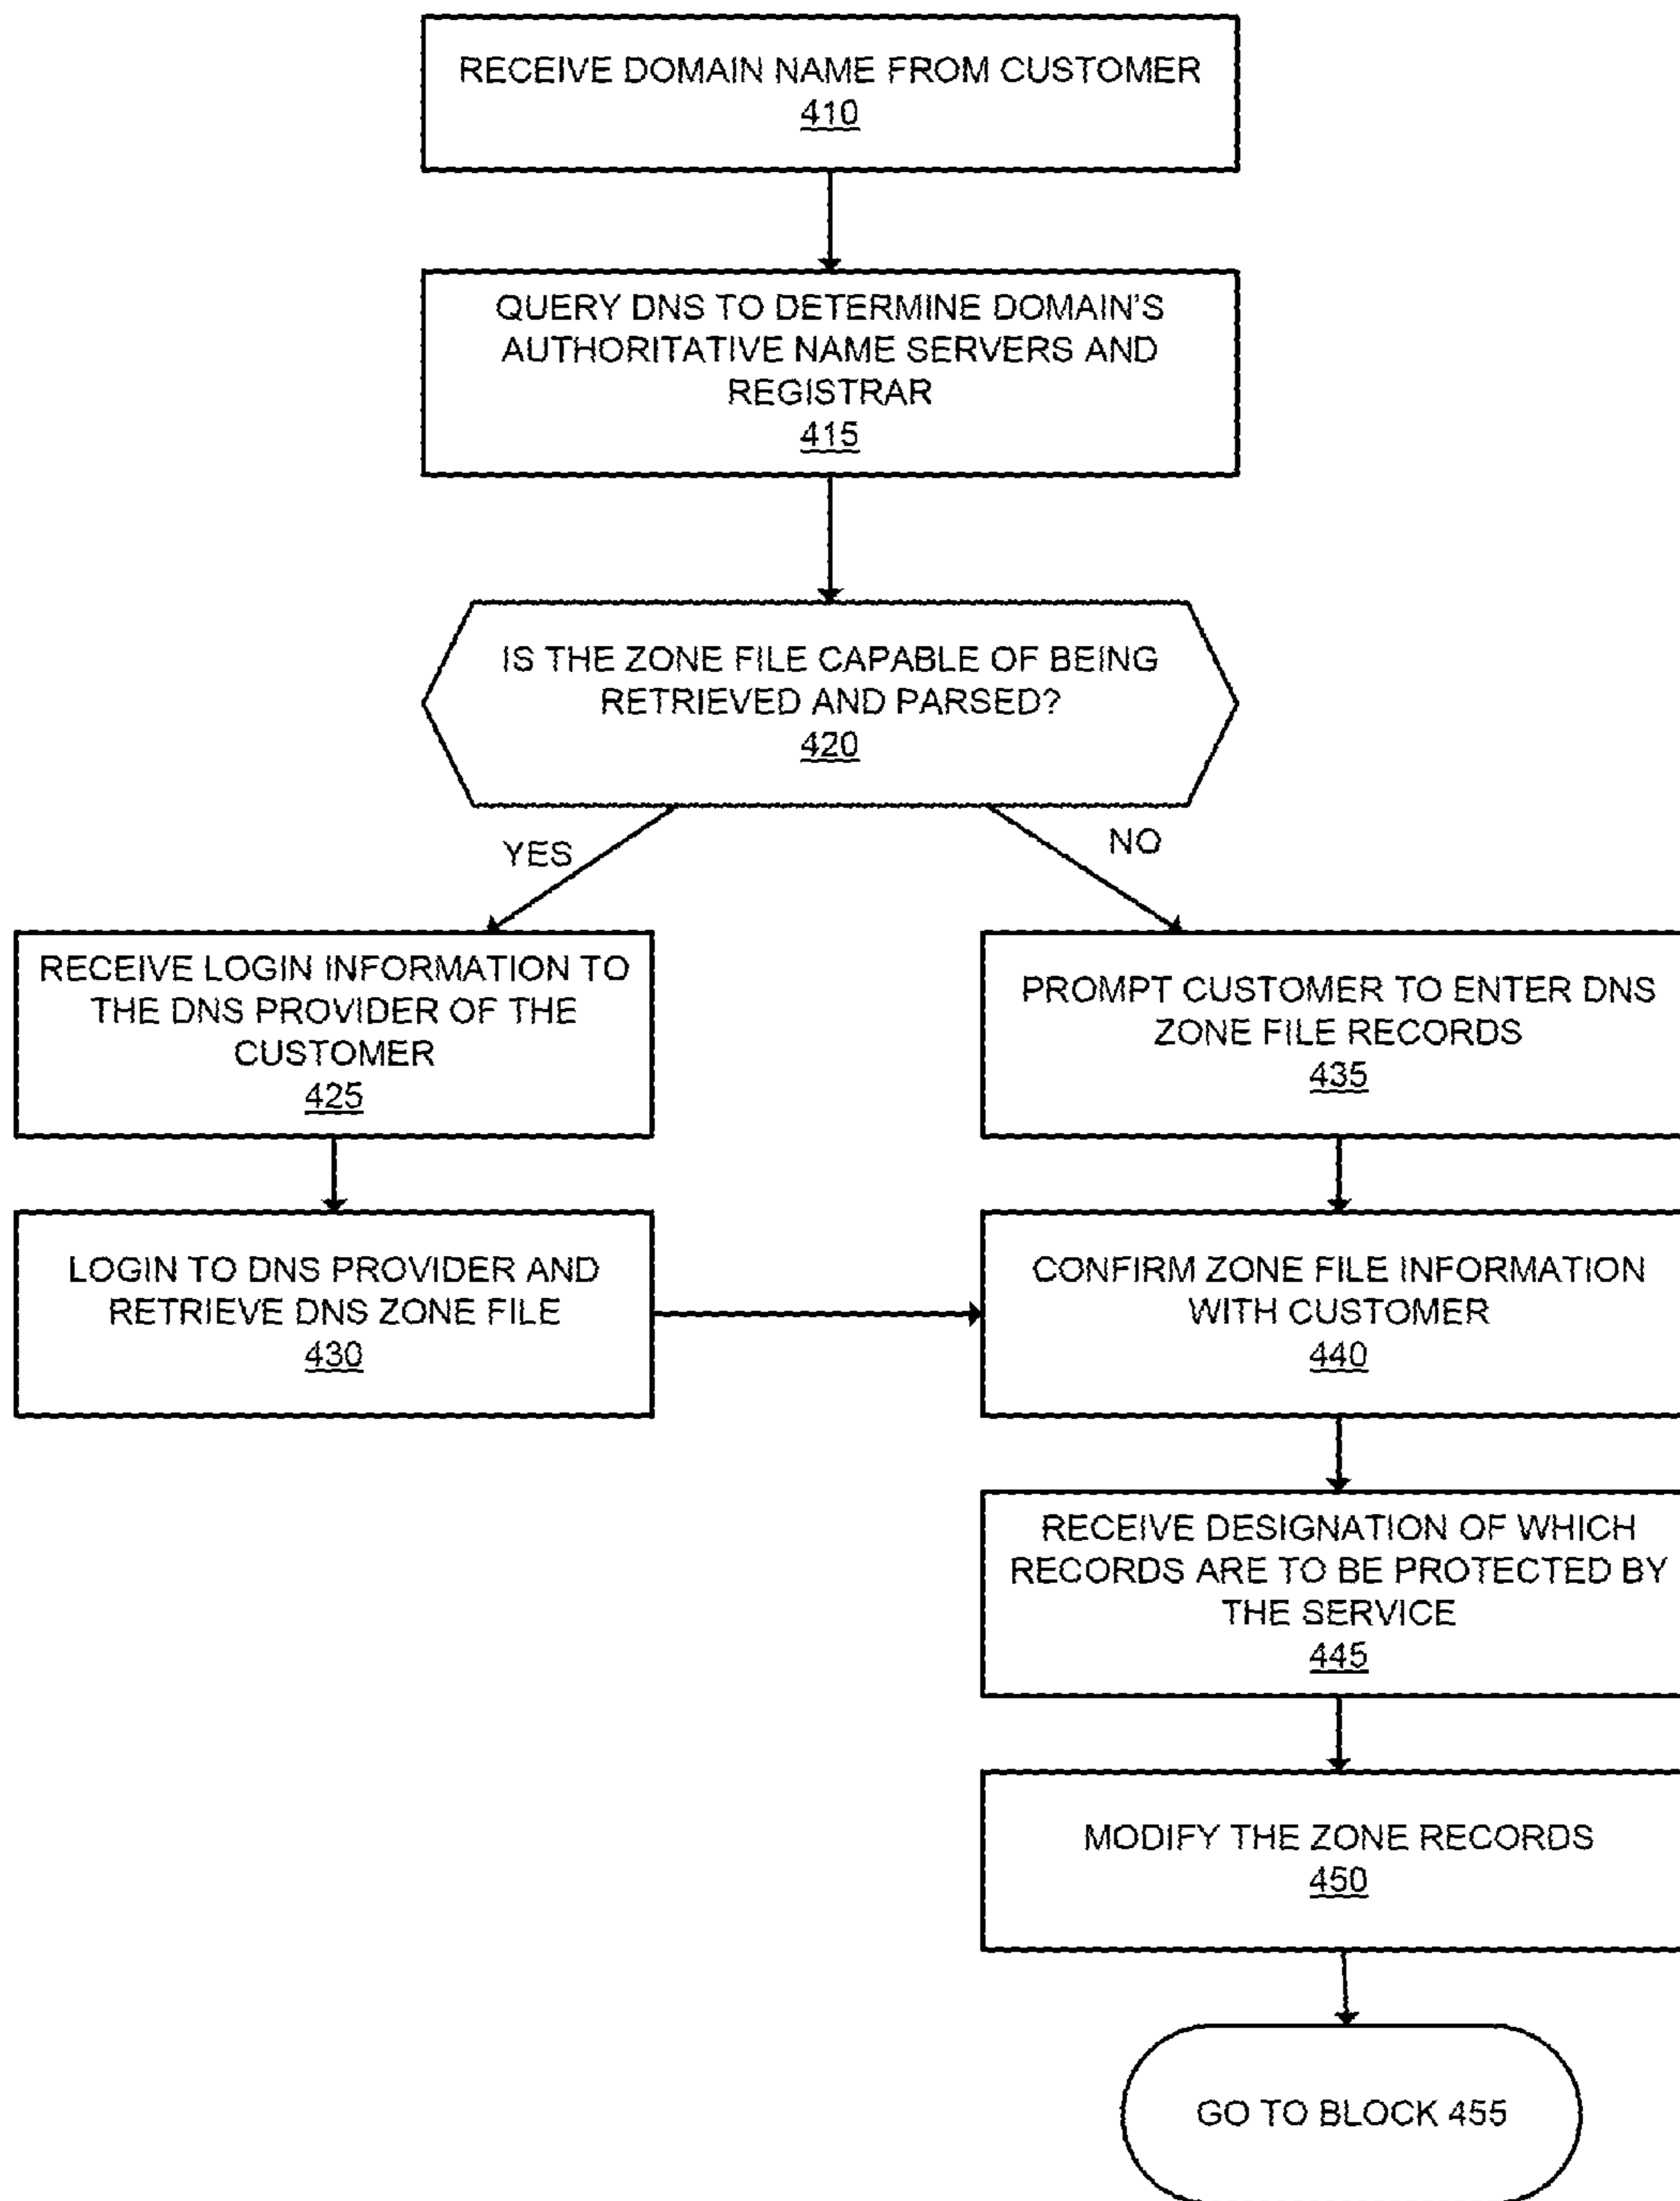 RECEIVE DOMAIN NAME FROM CUSTOMER
410
QUERY DNS TO DETERMINE DOMAIN'S
AUTHORITATIVE NAME SERVERS AND
REGISTRAR
415
IS THE ZONE FILE CAPABLE OF BEING
RETRIEVED AND PARSED?
420
YES
NO
RECEIVE LOGIN INFORMATION TO
THE DNS PROVIDER OF THE
CUSTOMER
425
PROMPT CUSTOMER TO ENTER DNS
ZONE FILE RECORDS
435
LOGIN TO DNS PROVIDER AND
RETRIEVE DNS ZONE FILE
430
CONFIRM ZONE FILE INFORMATION
WITH CUSTOMER
440
RECEIVE DESIGNATION OF WHICH
RECORDS ARE TO BE PROTECTED BY
THE SERVICE
445
MODIFY THE ZONE RECORDS
450
GO TO BLOCK 455